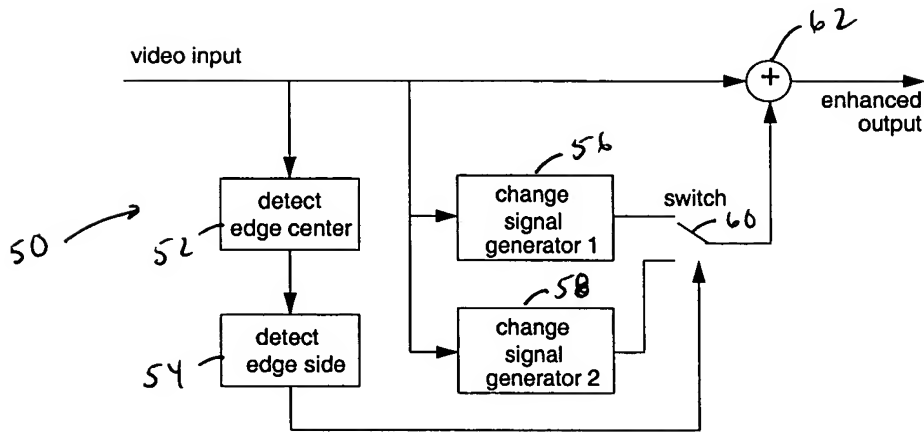 62
video input
+
enhanced
output
56
50
52
detect
edge center
change
signal
generator 1
switch
60
58
54
detect
edge side
change
signal
generator 2